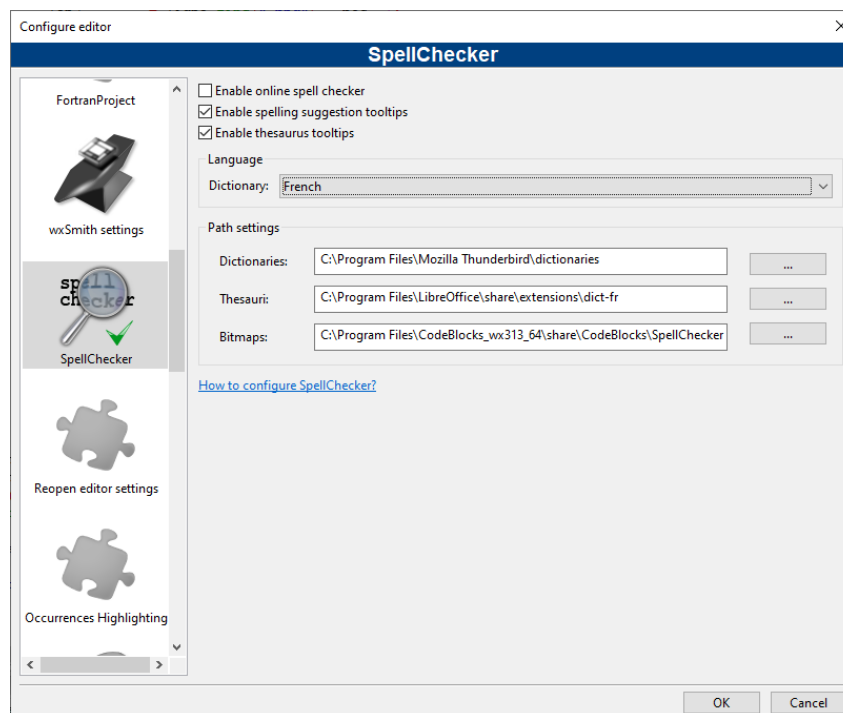 Configure editor
SpellChecker
FortranProject
wxSmith settings
spell
checker
SpellChecker
Reopen editor settings
Occurrences Highlighting
Enable online spell checker
Enable spelling suggestion tooltips
Enable thesaurus tooltips
Language
Dictionary: French
Path settings
Dictionaries: C:\Program Files\Mozilla Thunderbird\dictionaries ...
Thesauri: C:\Program Files\LibreOffice\share\extensions\dict-fr ...
Bitmaps: C:\Program Files\CodeBlocks_wx313_64\share\CodeBlocks\SpellChecker ...
How to configure SpellChecker?
OK Cancel